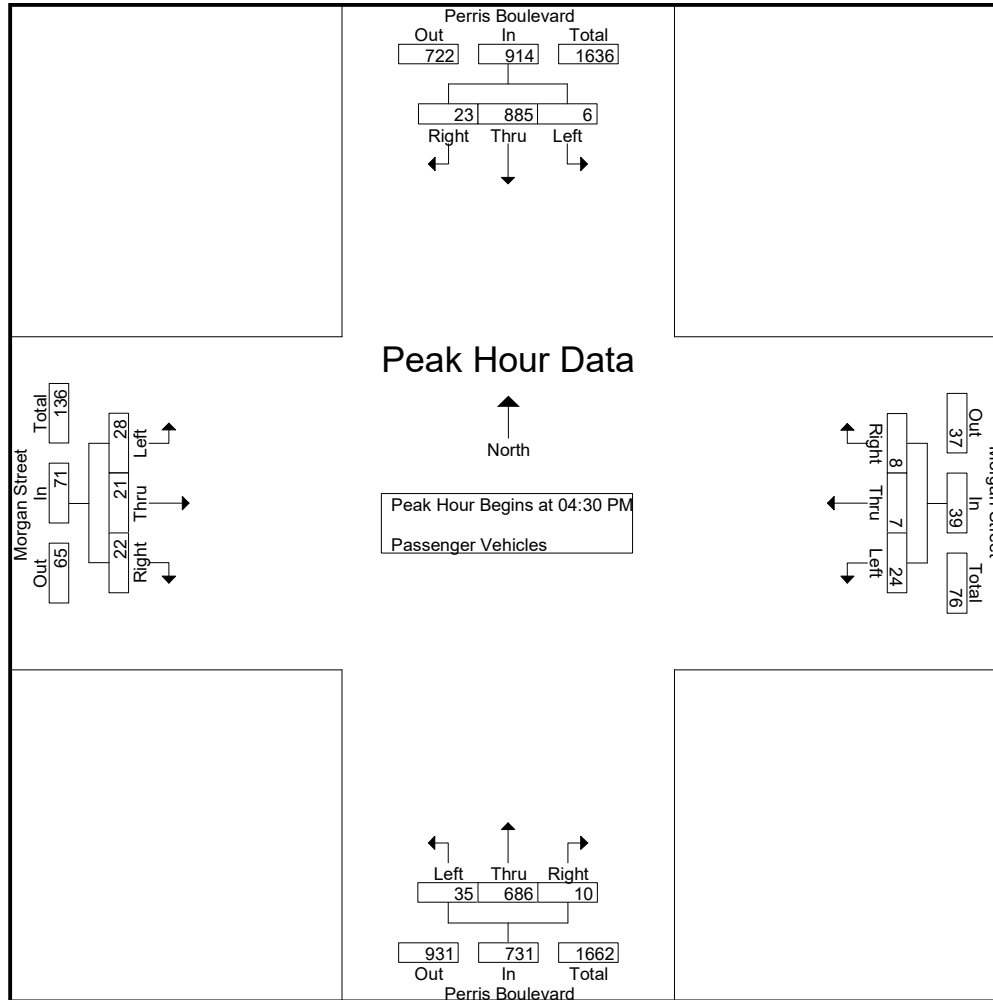 Perris Boulevard
Out In Total
722 914 1636
23 885 6
Right Thru Left
Peak Hour Data
North
Peak Hour Begins at 04:30 PM
Passenger Vehicles
Morgan Street
Total In Out
136 71 65
28 21 22
Left Thru Right
Right Thru Left
8 7 24
Out In Total
37 39 76
Morgan Street
Left Thru Right
35 686 10
931 731 1662
Out In Total
Perris Boulevard